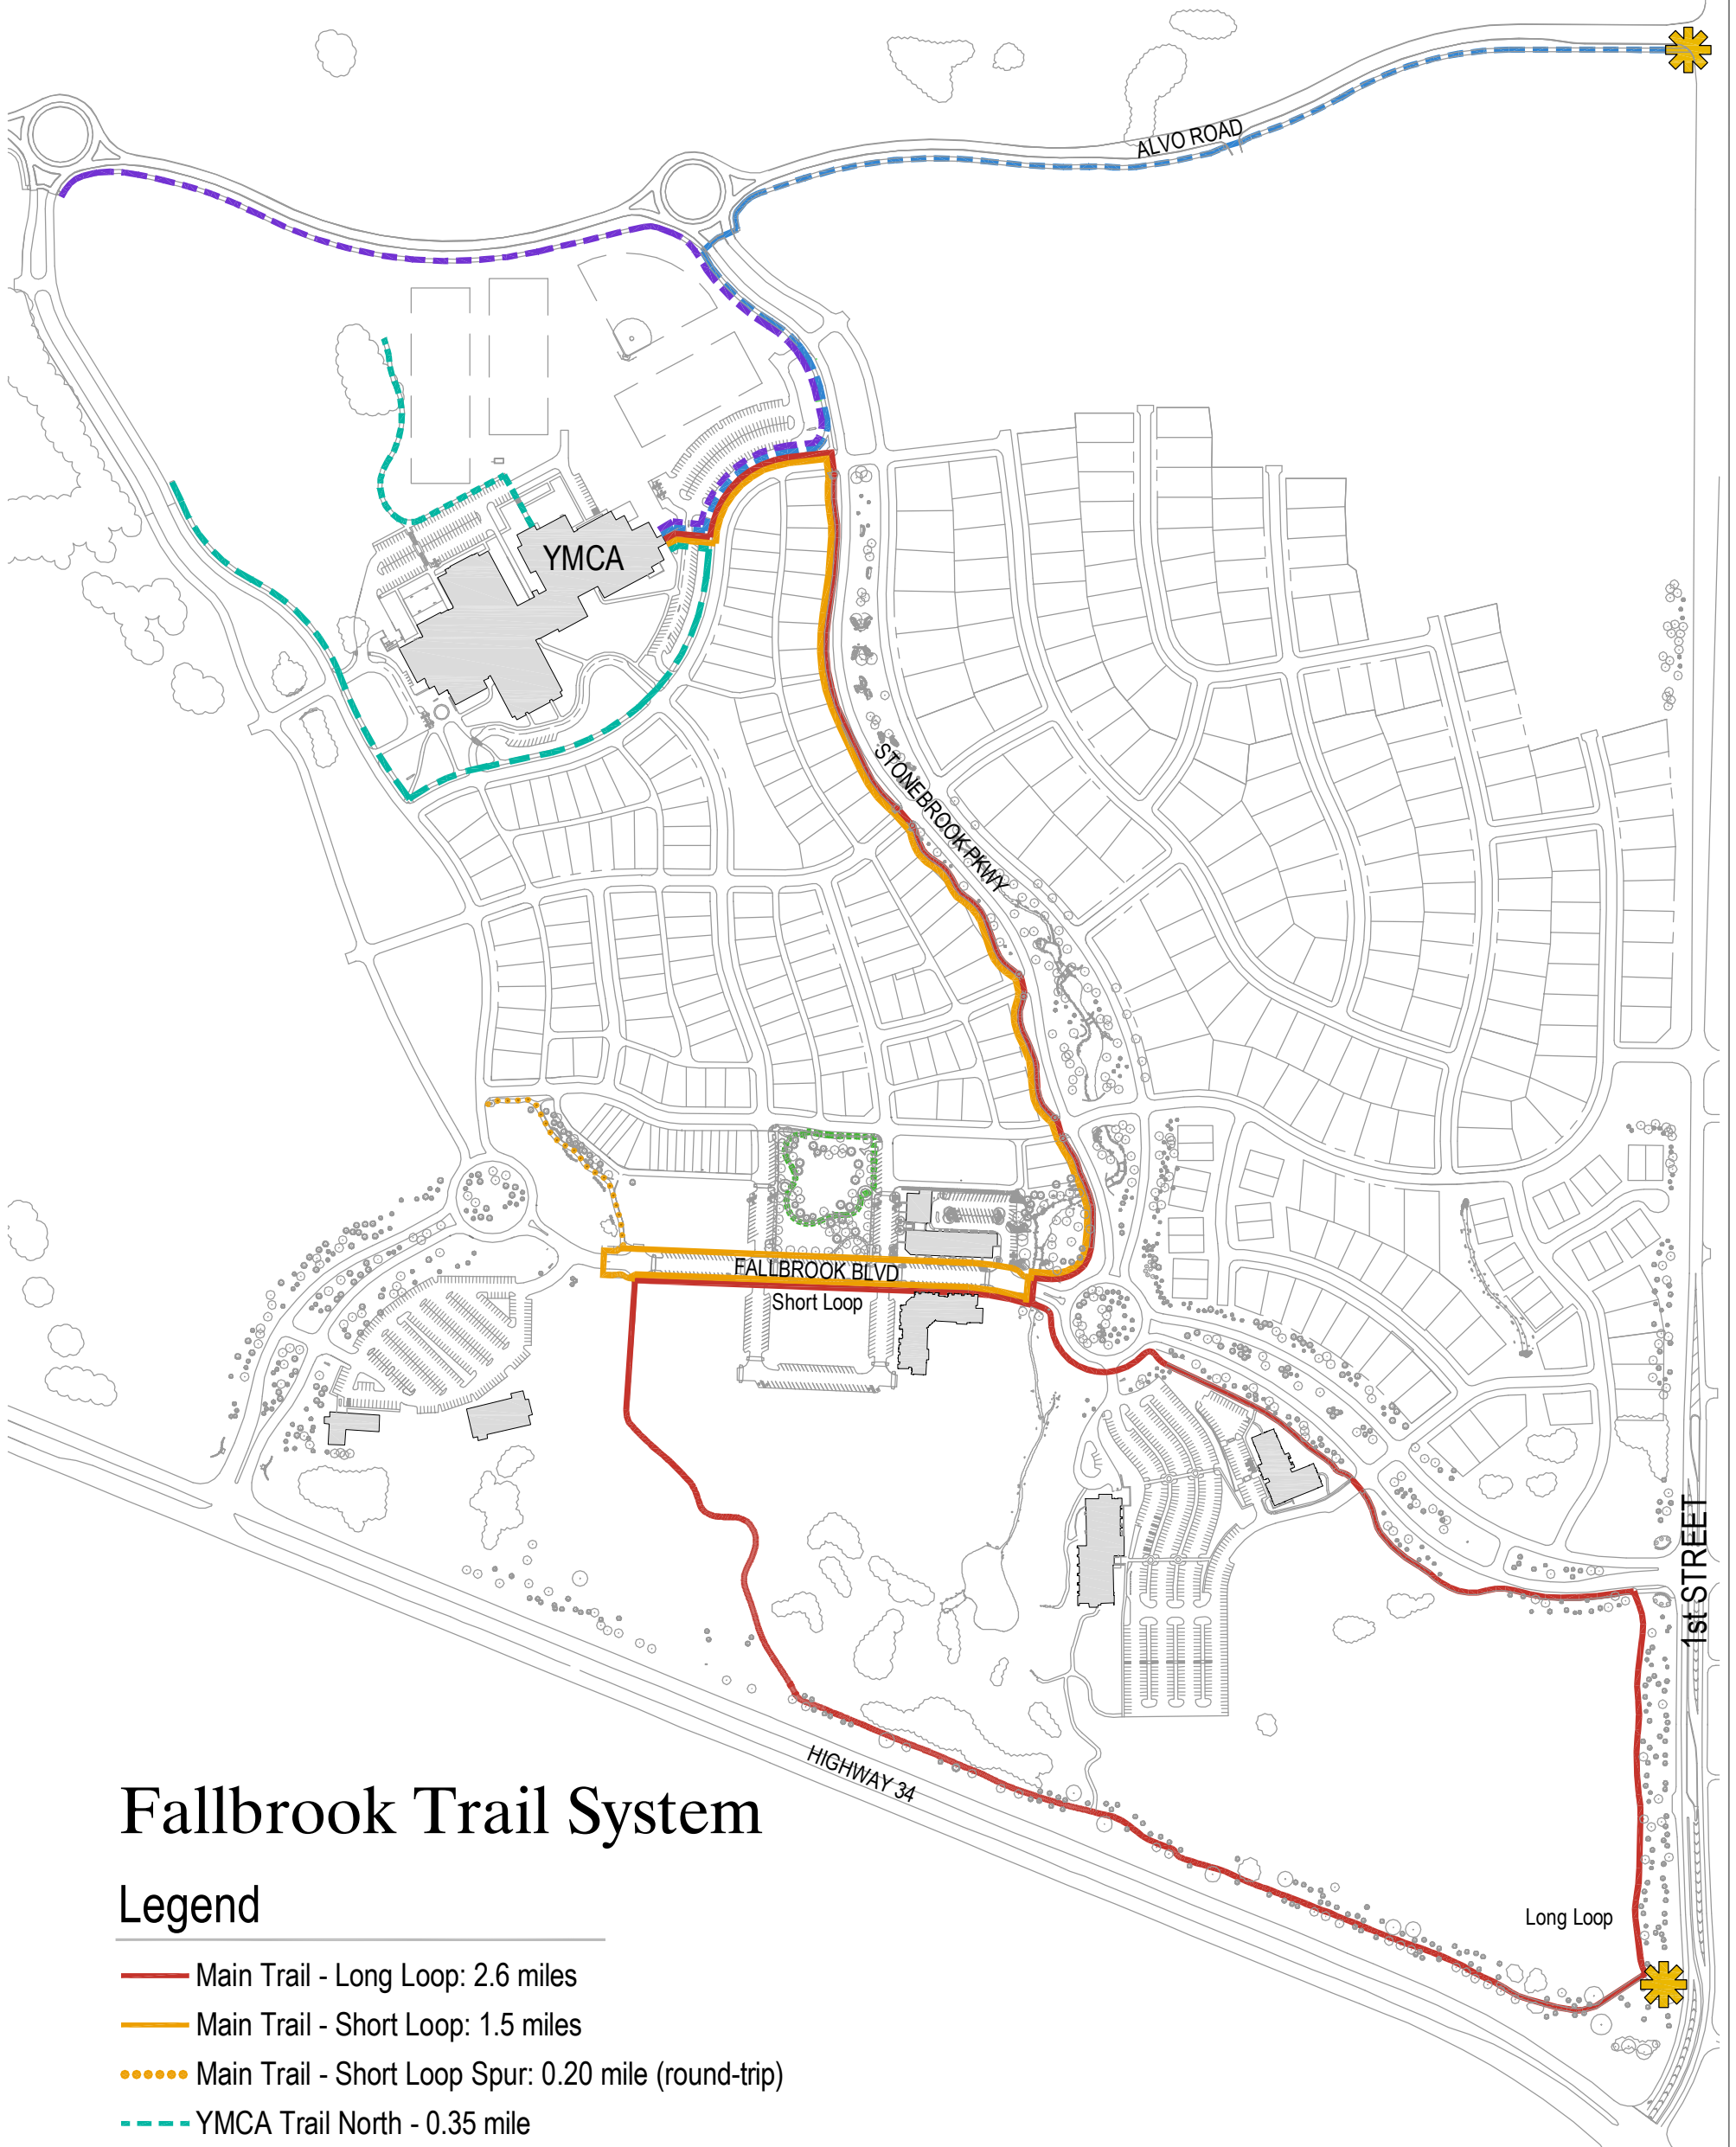 ALVO ROAD
YMCA
STONEBROOK PKWY
FALLBROOK BLVD
Short Loop
1st STREET
HIGHWAY 34
Long Loop
Fallbrook Trail System
Legend
Main Trail - Long Loop: 2.6 miles
Main Trail - Short Loop: 1.5 miles
Main Trail - Short Loop Spur: 0.20 mile (round-trip)
YMCA Trail North - 0.35 mile